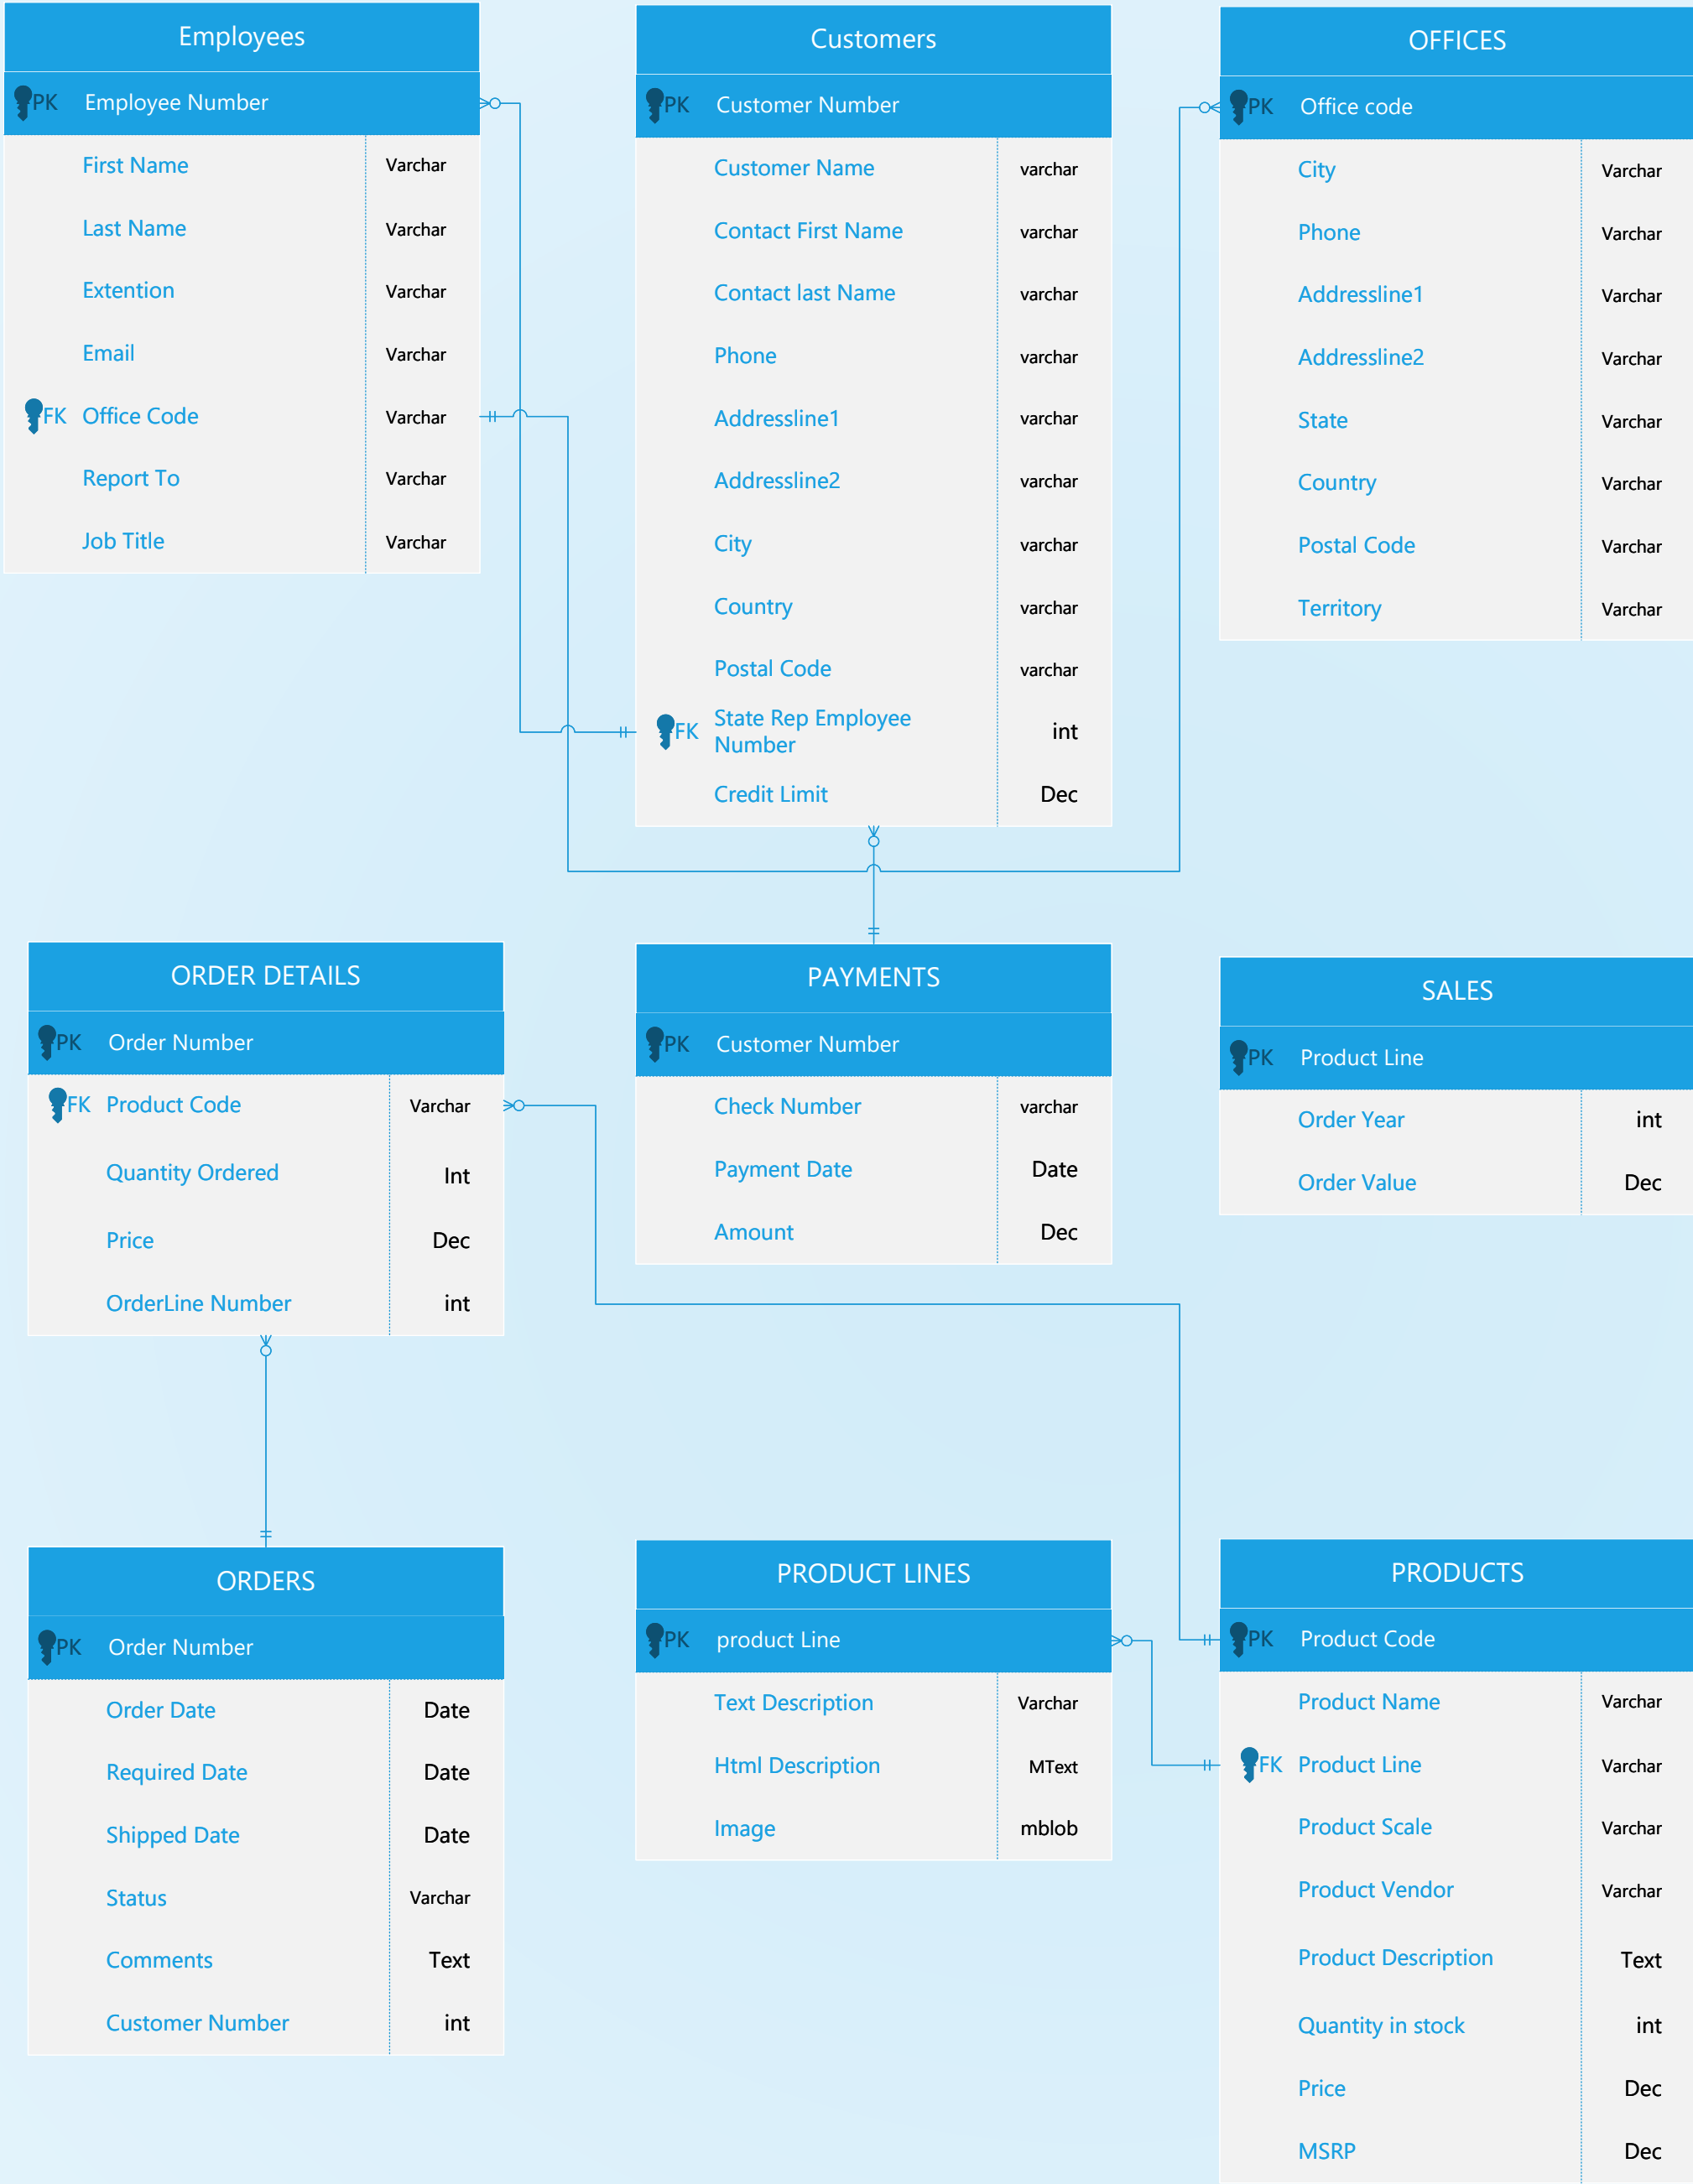 Employees
PK Employee Number
First Name Varchar
Last Name Varchar
Extention Varchar
Email Varchar
FK Office Code Varchar
Report To Varchar
Job Title Varchar
Customers
PK Customer Number
Customer Name varchar
Contact First Name varchar
Contact last Name varchar
Phone varchar
Addressline1 varchar
Addressline2 varchar
City varchar
Country varchar
Postal Code varchar
FK State Rep Employee
Number int
Credit Limit Dec
OFFICES
PK Office code
City Varchar
Phone Varchar
Addressline1 Varchar
Addressline2 Varchar
State Varchar
Country Varchar
Postal Code Varchar
Territory Varchar
ORDER DETAILS
PK Order Number
FK Product Code Varchar
Quantity Ordered Int
Price Dec
OrderLine Number int
PAYMENTS
PK Customer Number
Check Number varchar
Payment Date Date
Amount Dec
SALES
PK Product Line
Order Year int
Order Value Dec
ORDERS
PK Order Number
Order Date Date
Required Date Date
Shipped Date Date
Status Varchar
Comments Text
Customer Number int
PRODUCT LINES
PK product Line
Text Description Varchar
Html Description MText
Image mblob
PRODUCTS
PK Product Code
Product Name Varchar
FK Product Line Varchar
Product Scale Varchar
Product Vendor Varchar
Product Description Text
Quantity in stock int
Price Dec
MSRP Dec